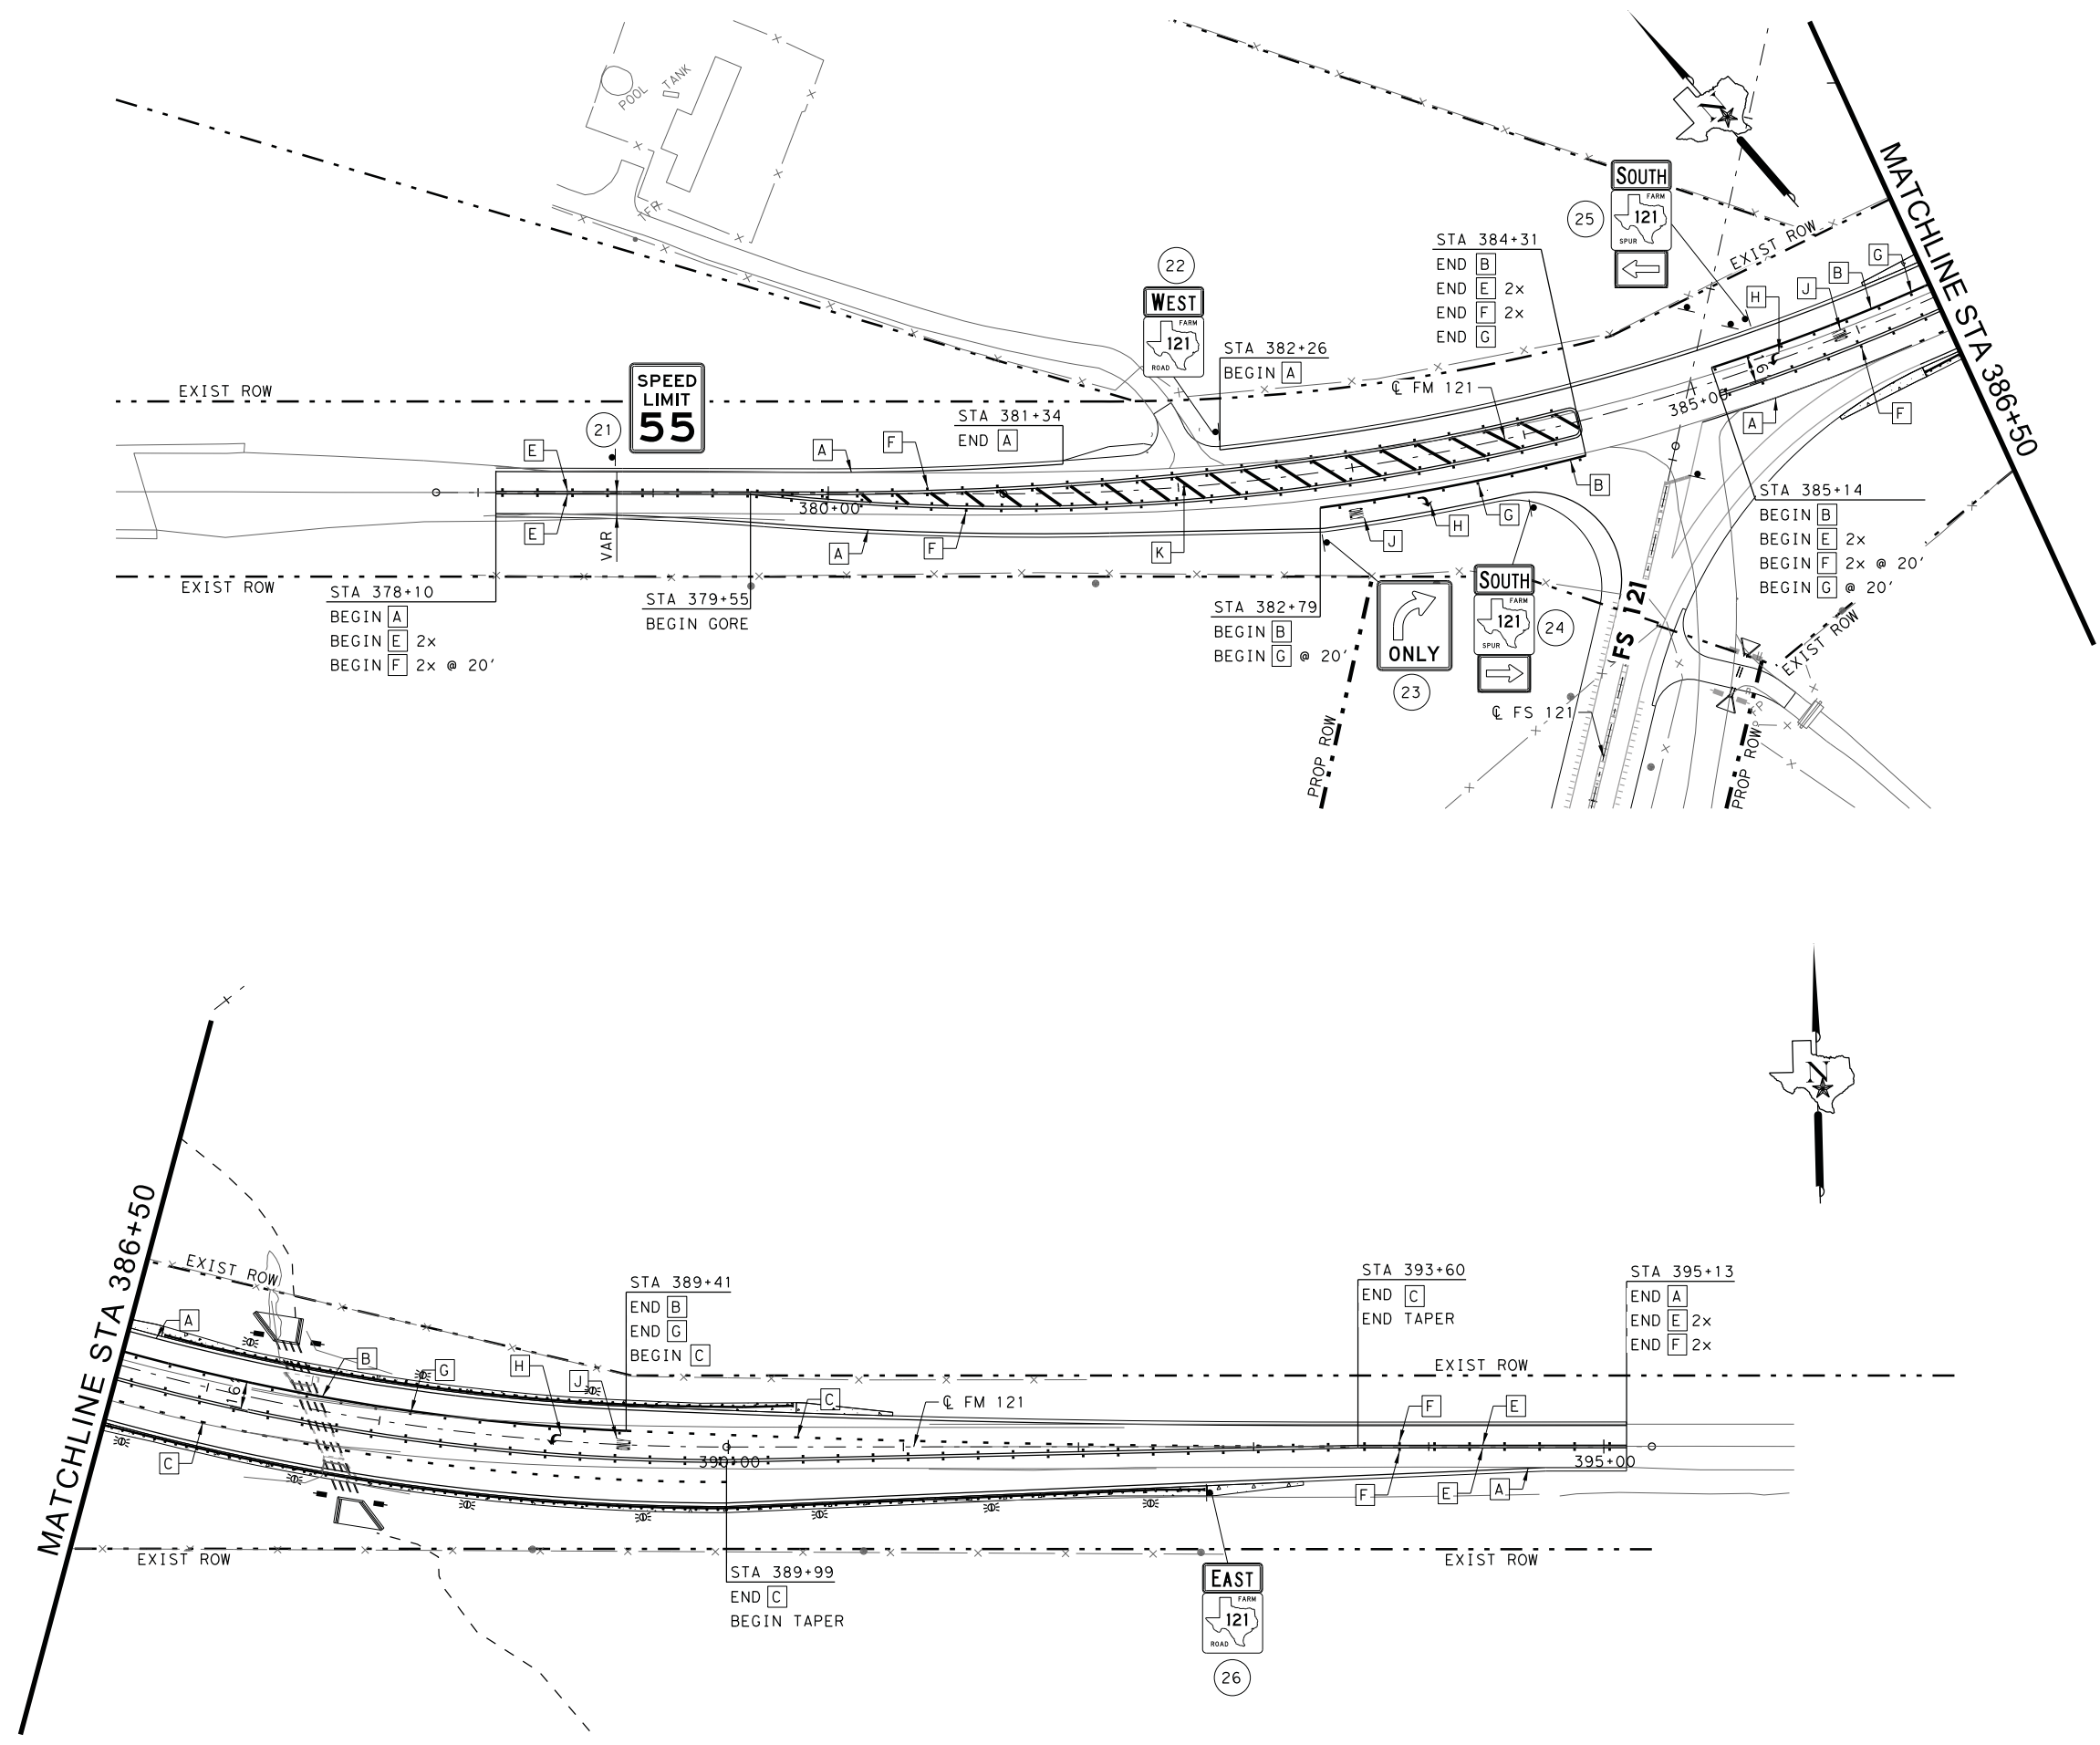 POOL
TANK
TFR
EXIST ROW
SPEED
LIMIT
55
21
E
E
VAR
A
F
STA 381+34
END A
22
WEST
FARM
121
ROAD
STA 382+26
BEGIN A
STA 384+31
END B
END E 2x
END F 2x
END G
℄ FM 121
25
SOUTH
FARM
121
SPUR
EXIST ROW
N
G
B
J
H
16'
385+00
A
F
B
MATCHLINE STA 386+50
380+00
A
F
K
J
H
G
EXIST ROW
STA 378+10
BEGIN A
BEGIN E 2x
BEGIN F 2x @ 20'
STA 379+55
BEGIN GORE
STA 382+79
BEGIN B
BEGIN G @ 20'
ONLY
23
SOUTH
FARM
121
SPUR
24
FS 121
℄ FS 121
PROP ROW
PROP ROW
EXIST ROW
STA 385+14
BEGIN B
BEGIN E 2x
BEGIN F 2x @ 20'
BEGIN G @ 20'
N
MATCHLINE STA 386+50
EXIST ROW
A
C
16'
B
G
H
J
STA 389+41
END B
END G
BEGIN C
C
℄ FM 121
390+00
STA 393+60
END C
END TAPER
STA 395+13
END A
END E 2x
END F 2x
EXIST ROW
F
E
F
E
A
395+00
EXIST ROW
STA 389+99
END C
BEGIN TAPER
EAST
FARM
121
ROAD
26
EXIST ROW